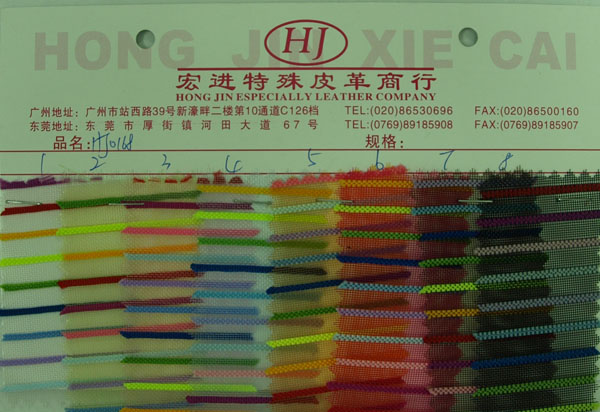 HONG JIN XIE CAI
HJ
宏进特殊皮革商行
HONG JIN ESPECIALLY LEATHER COMPANY
广州地址：广州市站西路39号新濠畔二楼第10通道C126档 TEL:(020)86530696 FAX:(020)86500160
东莞地址：东莞市厚街镇河田大道67号 TEL:(0769)89185908 FAX:(0769)89185907
品名：HJ0168 规格：
1 2 3 4 5 6 7 8